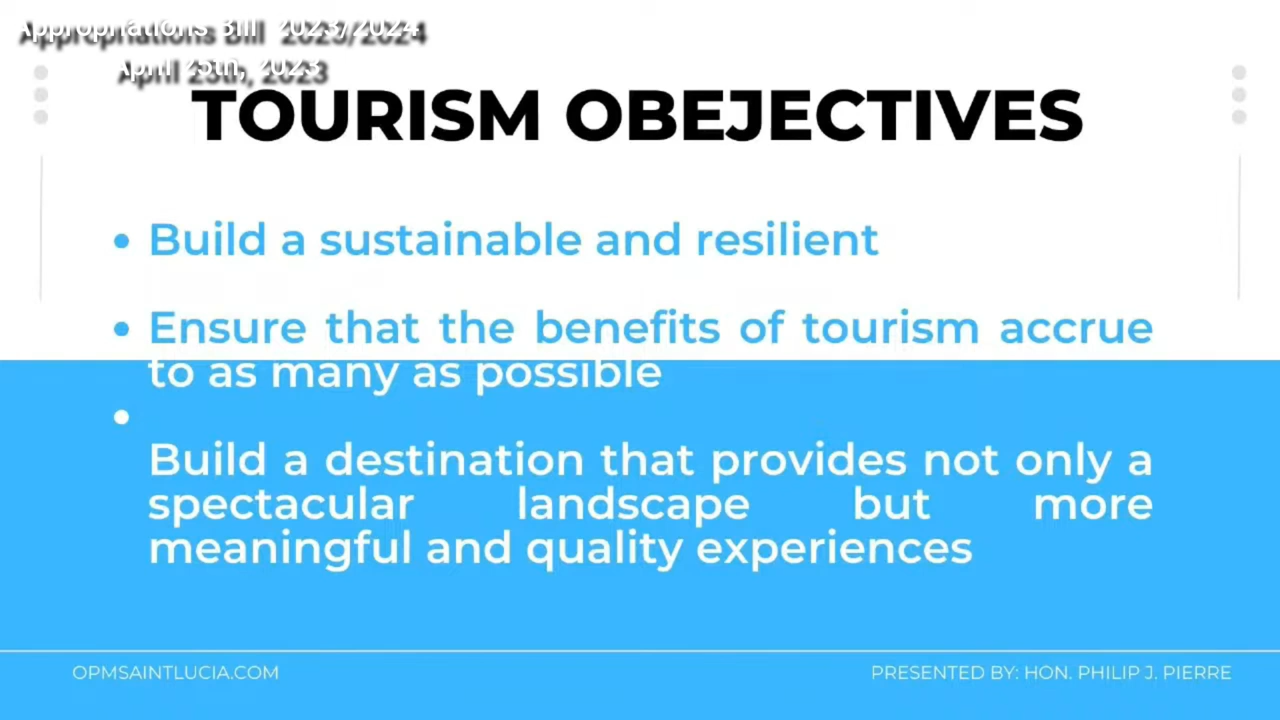 Appropriations Bill 2023/2024
April 25th, 2023
TOURISM OBEJECTIVES
• Build a sustainable and resilient
• Ensure that the benefits of tourism accrue
to as many as possible
•
Build a destination that provides not only a
spectacular landscape but more
meaningful and quality experiences
OPMSAINTLUCIA.COM
PRESENTED BY: HON. PHILIP J. PIERRE